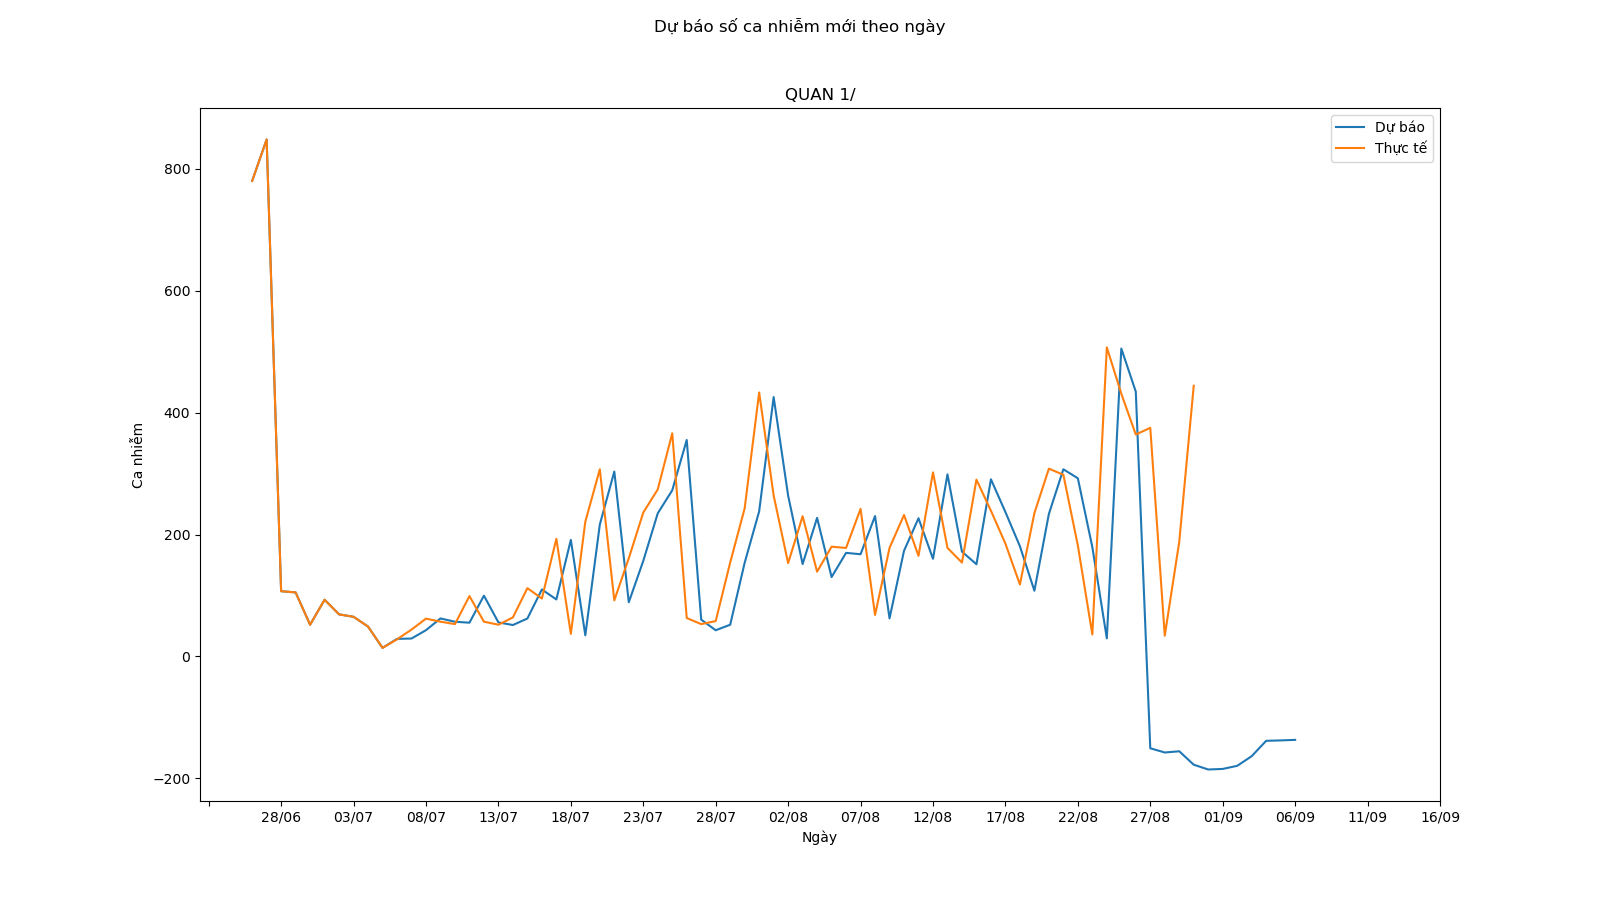 Dự báo số ca nhiễm mới theo ngày
QUAN 1/
Dự báo
Thực tế
Ca nhiễm
800
600
400
200
0
−200
28/06 03/07 08/07 13/07 18/07 23/07 28/07 02/08 07/08 12/08 17/08 22/08 27/08 01/09 06/09 11/09 16/09
Ngày